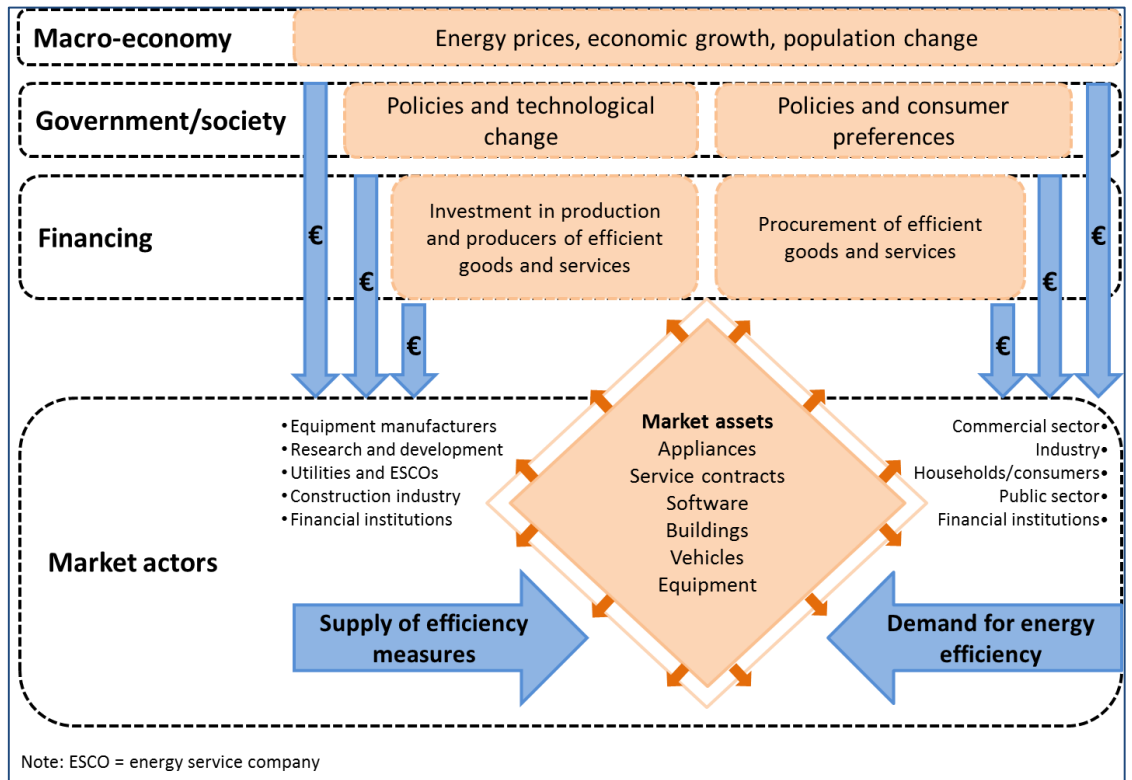 Macro-economy
Energy prices, economic growth, population change
Government/society
Policies and technological
change
Policies and consumer
preferences
Financing
Investment in production
and producers of efficient
goods and services
Procurement of efficient
goods and services
€
€
€
€
€
€
Market actors
•Equipment manufacturers
•Research and development
•Utilities and ESCOs
•Construction industry
•Financial institutions
Market assets
Appliances
Service contracts
Software
Buildings
Vehicles
Equipment
Commercial sector•
Industry•
Households/consumers•
Public sector•
Financial institutions•
Supply of efficiency
measures
Demand for energy
efficiency
Note: ESCO = energy service company